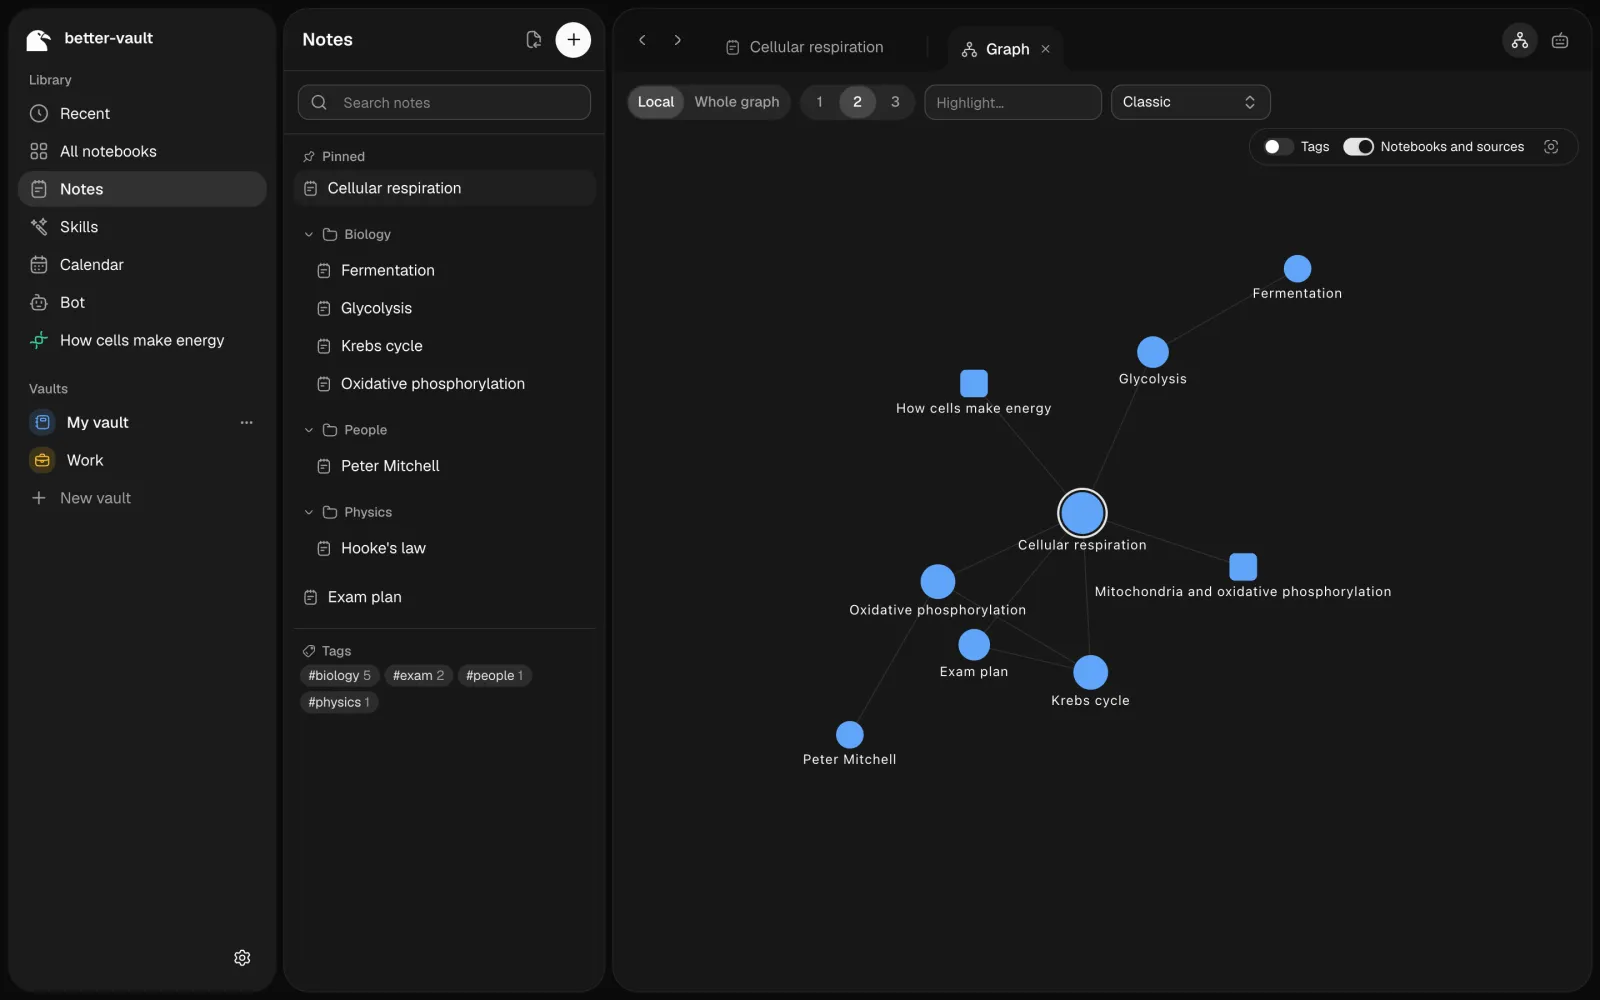 better-vault
Library
Recent
All notebooks
Notes
Skills
Calendar
Bot
How cells make energy
Vaults
My vault
Work
New vault
Notes
Search notes
Pinned
Cellular respiration
Biology
Fermentation
Glycolysis
Krebs cycle
Oxidative phosphorylation
People
Peter Mitchell
Physics
Hooke's law
Exam plan
Tags
#biology 5 #exam 2 #people 1
#physics 1
Cellular respiration Graph
Local Whole graph 1 2 3 Highlight... Classic
Tags Notebooks and sources
Fermentation
Glycolysis
How cells make energy
Cellular respiration
Mitochondria and oxidative phosphorylation
Oxidative phosphorylation
Exam plan
Krebs cycle
Peter Mitchell